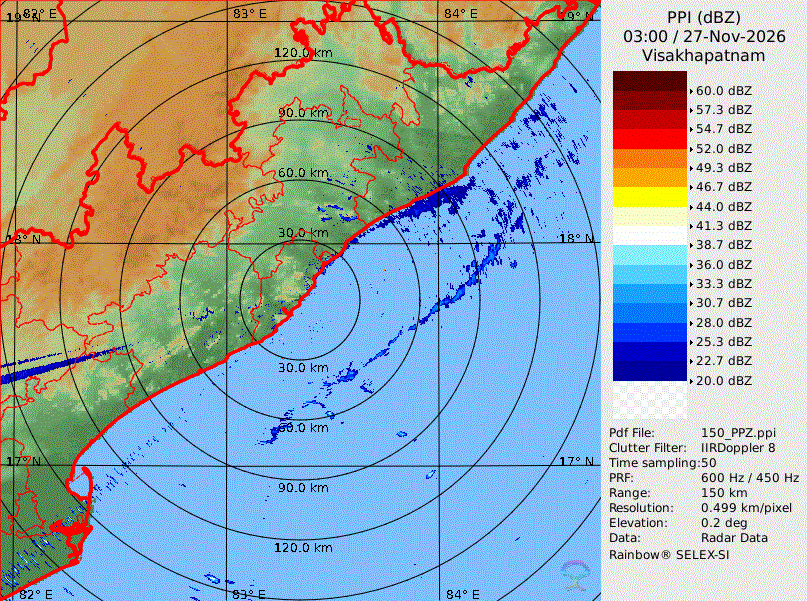 82° E
83° E
84° E
19° N
19° N
120.0 km
90.0 km
60.0 km
30.0 km
18° N
18° N
30.0 km
60.0 km
17° N
17° N
90.0 km
120.0 km
82° E
83° E
84° E
PPI (dBZ)
03:00 / 27-Nov-2026
Visakhapatnam
60.0 dBZ
57.3 dBZ
54.7 dBZ
52.0 dBZ
49.3 dBZ
46.7 dBZ
44.0 dBZ
41.3 dBZ
38.7 dBZ
36.0 dBZ
33.3 dBZ
30.7 dBZ
28.0 dBZ
25.3 dBZ
22.7 dBZ
20.0 dBZ
Pdf File: 150_PPZ.ppi
Clutter Filter: IIRDoppler 8
Time sampling:50
PRF: 600 Hz / 450 Hz
Range: 150 km
Resolution: 0.499 km/pixel
Elevation: 0.2 deg
Data: Radar Data
Rainbow® SELEX-SI